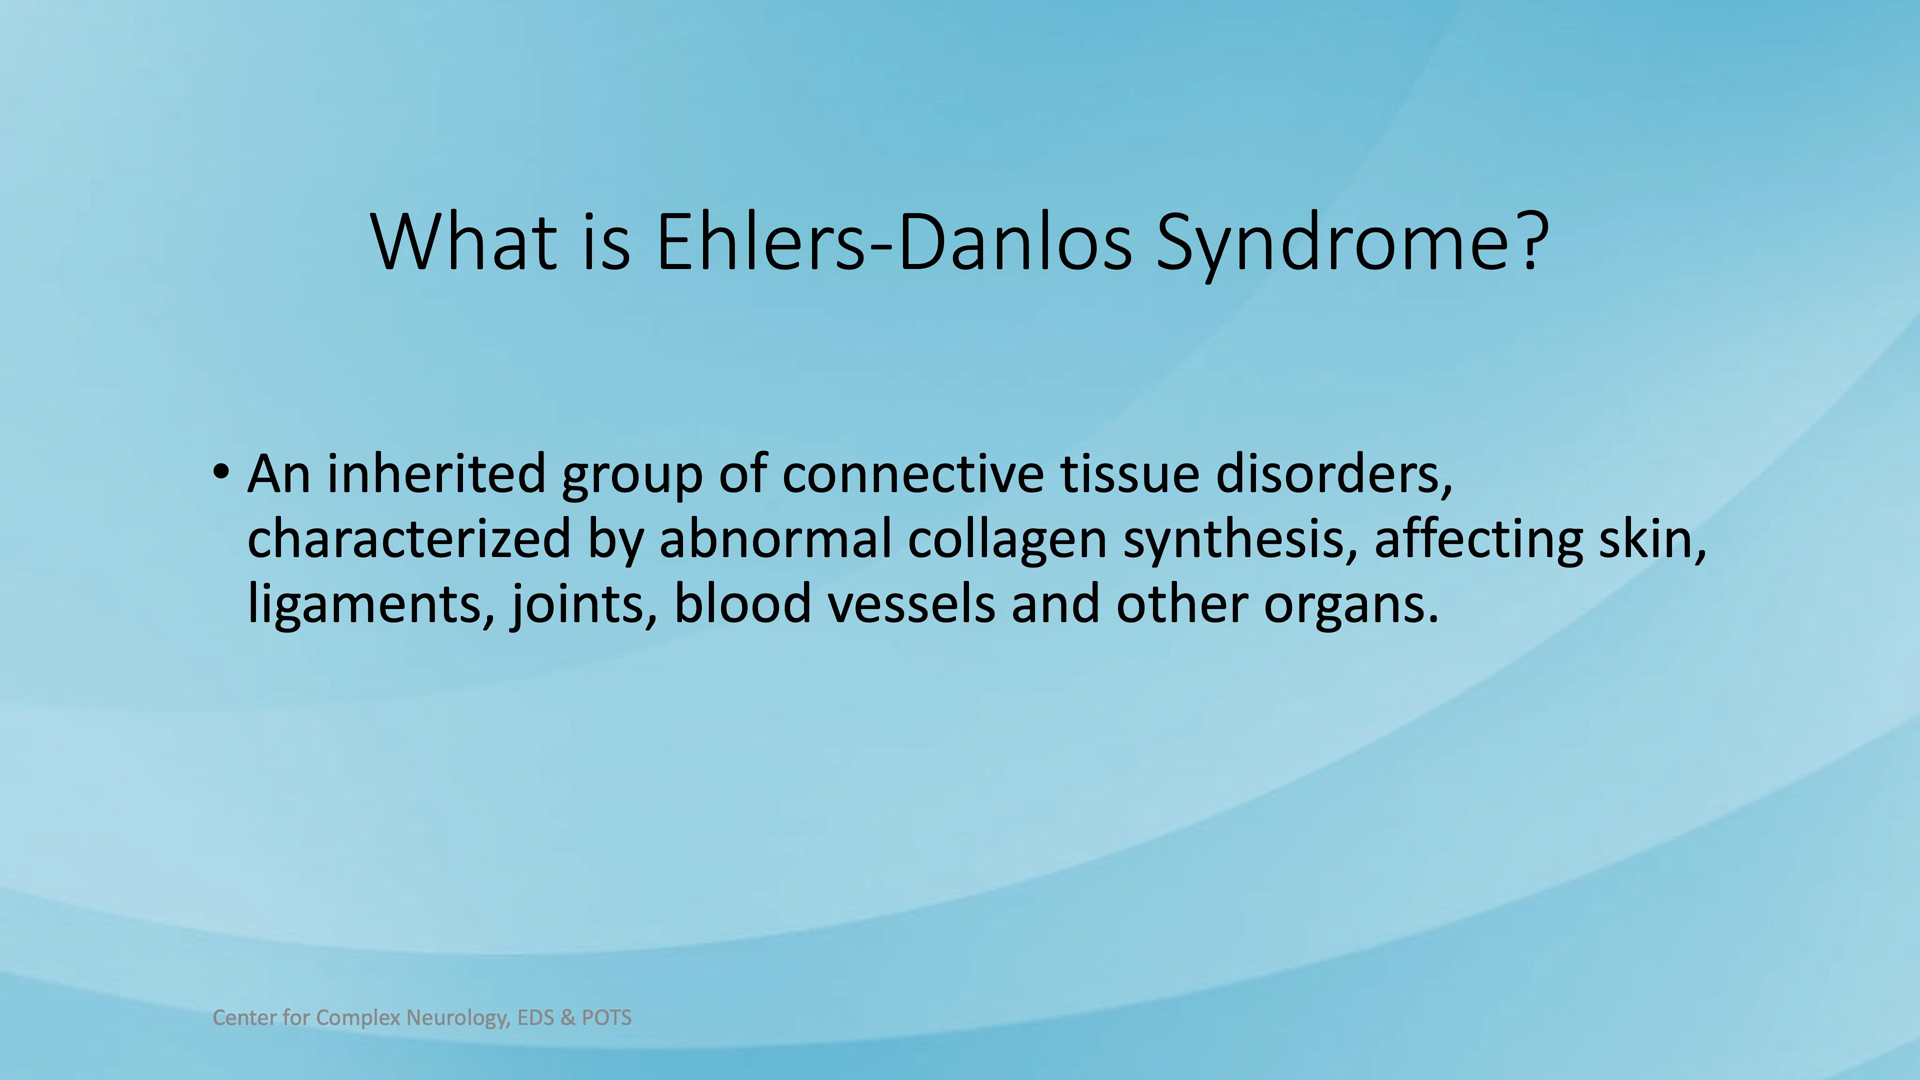 What is Ehlers-Danlos Syndrome?
• An inherited group of connective tissue disorders,
characterized by abnormal collagen synthesis, affecting skin,
ligaments, joints, blood vessels and other organs.
Center for Complex Neurology, EDS & POTS